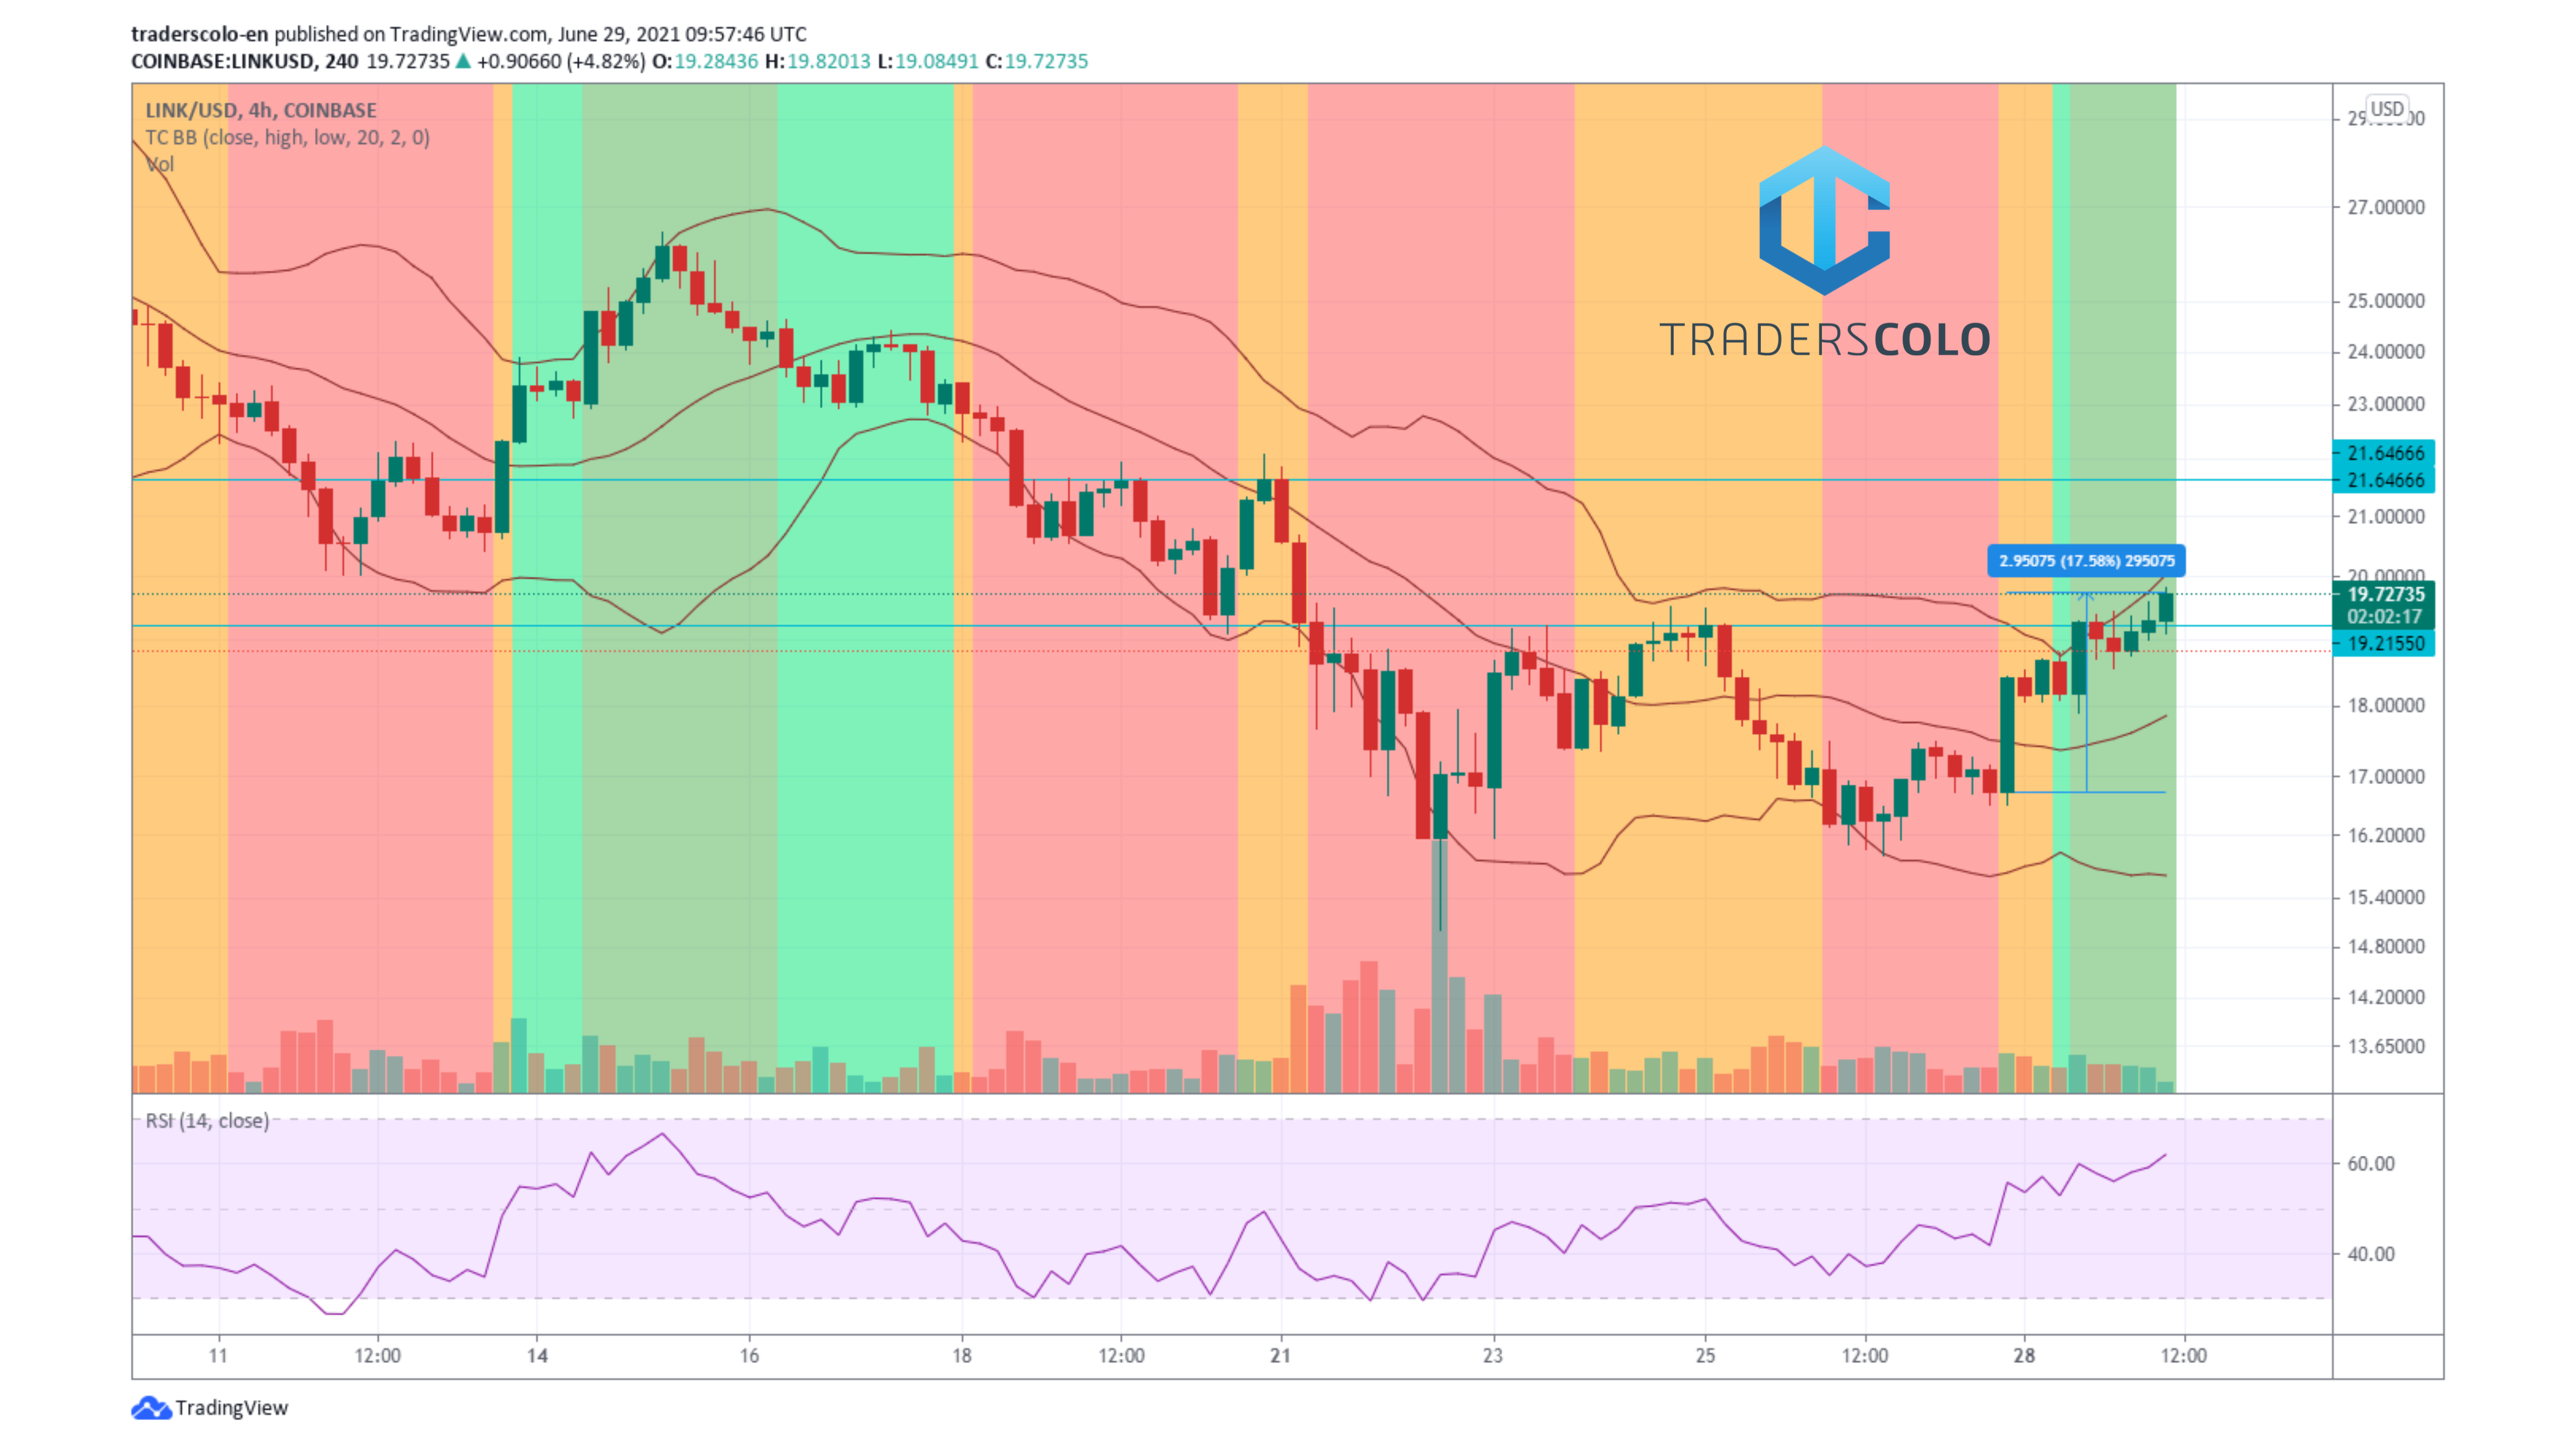 traderscolo-en published on TradingView.com, June 29, 2021 09:57:46 UTC
COINBASE:LINKUSD, 240 19.72735 ▲ +0.90660 (+4.82%) O:19.28436 H:19.82013 L:19.08491 C:19.72735
LINK/USD, 4h, COINBASE
TC BB (close, high, low, 20, 2, 0)
Vol
TRADERSCOLO
USD
27.00000
25.00000
24.00000
23.00000
21.64666
21.64666
21.00000
2.95075 (17.58%) 295075
20.00000
19.72735
02:02:17
19.21550
18.00000
17.00000
16.20000
15.40000
14.80000
14.20000
13.65000
RSI (14, close)
60.00
40.00
11 12:00 14 16 18 12:00 21 23 25 12:00 28 12:00
TradingView